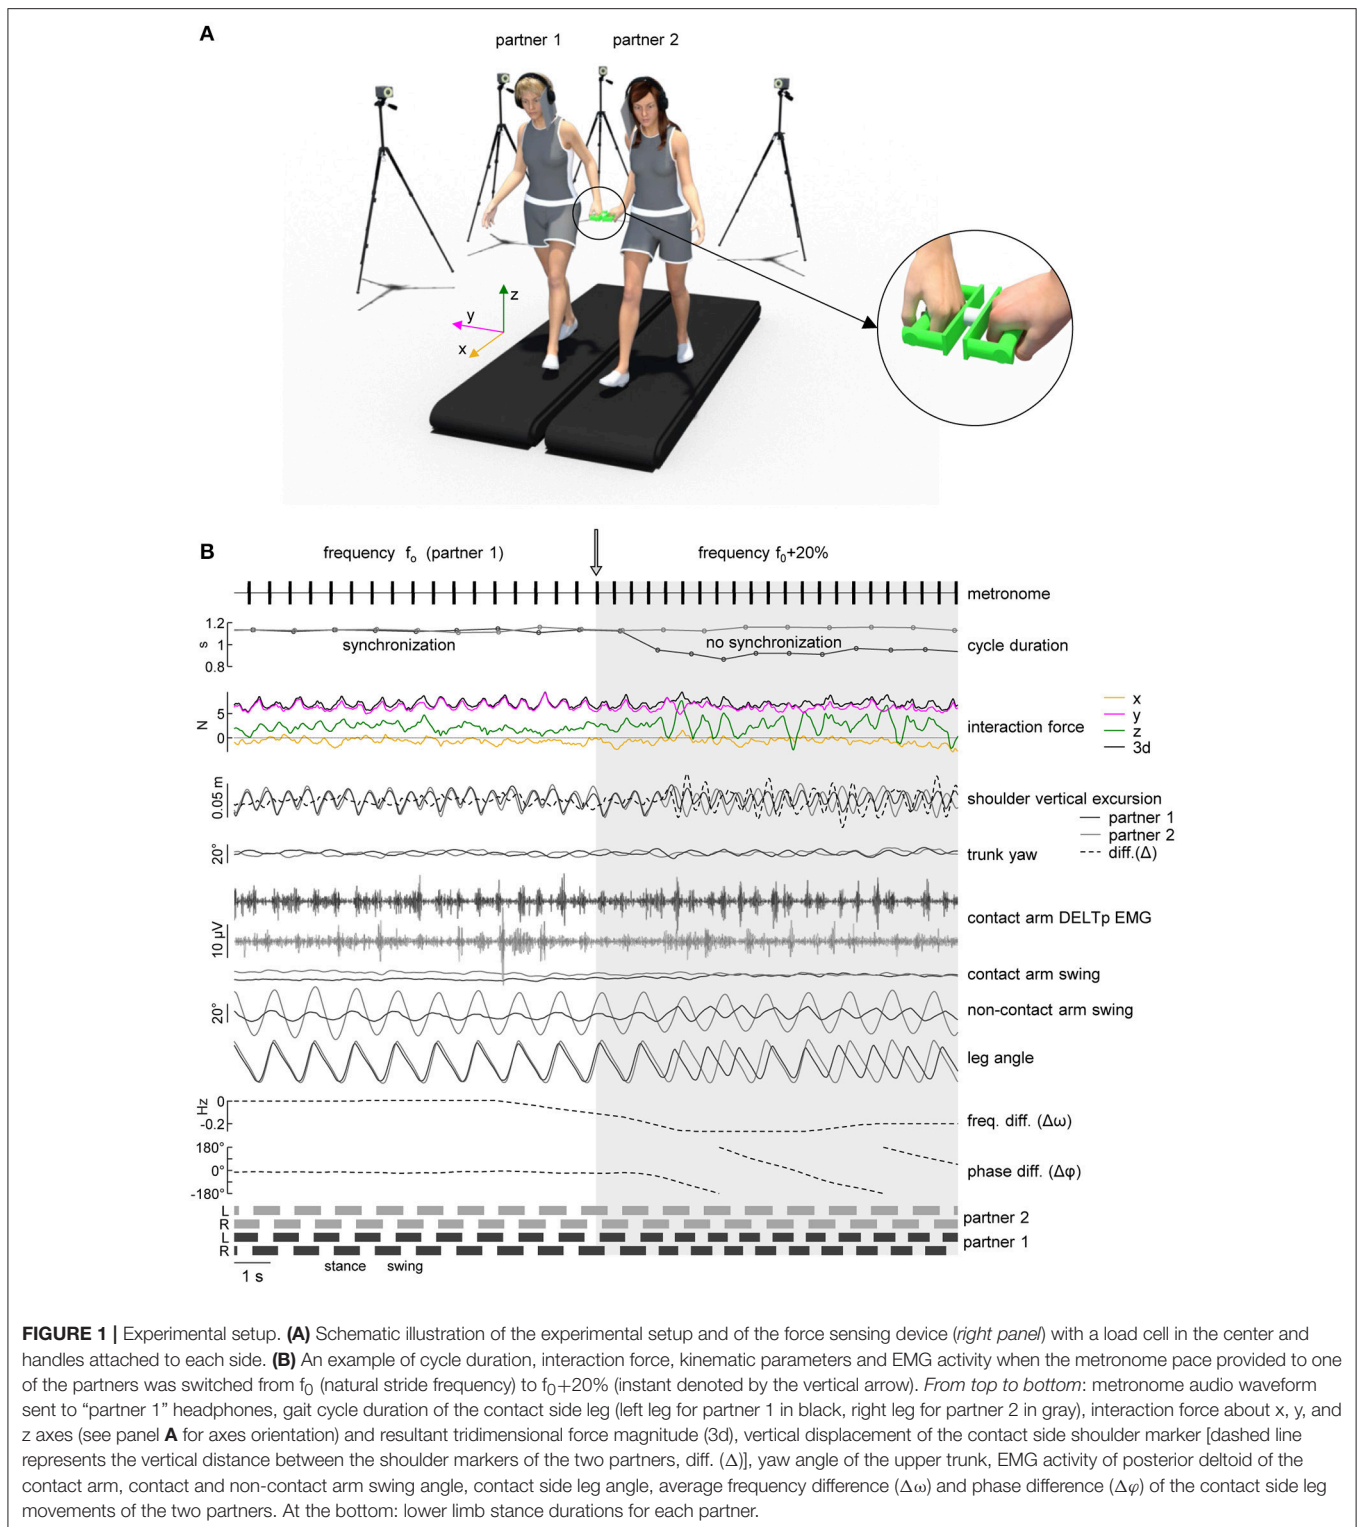 A
partner 1
partner 2
z
y
x
B
frequency fo (partner 1)
frequency f0+20%
metronome
1.2
s
1
0.8
synchronization
no synchronization
cycle duration
N
5
0
interaction force
x
y
z
3d
0.05 m
shoulder vertical excursion
partner 1
partner 2
diff.(Δ)
20°
trunk yaw
contact arm DELTp EMG
10 μV
contact arm swing
20°
non-contact arm swing
leg angle
Hz
0
-0.2
freq. diff. (Δω)
180°
0°
-180°
phase diff. (Δφ)
L
R
partner 2
L
R
partner 1
1 s
stance
swing
FIGURE 1 | Experimental setup. (A) Schematic illustration of the experimental setup and of the force sensing device (right panel) with a load cell in the center and
handles attached to each side. (B) An example of cycle duration, interaction force, kinematic parameters and EMG activity when the metronome pace provided to one
of the partners was switched from f0 (natural stride frequency) to f0+20% (instant denoted by the vertical arrow). From top to bottom: metronome audio waveform
sent to “partner 1” headphones, gait cycle duration of the contact side leg (left leg for partner 1 in black, right leg for partner 2 in gray), interaction force about x, y, and
z axes (see panel A for axes orientation) and resultant tridimensional force magnitude (3d), vertical displacement of the contact side shoulder marker [dashed line
represents the vertical distance between the shoulder markers of the two partners, diff. (Δ)], yaw angle of the upper trunk, EMG activity of posterior deltoid of the
contact arm, contact and non-contact arm swing angle, contact side leg angle, average frequency difference (Δω) and phase difference (Δφ) of the contact side leg
movements of the two partners. At the bottom: lower limb stance durations for each partner.